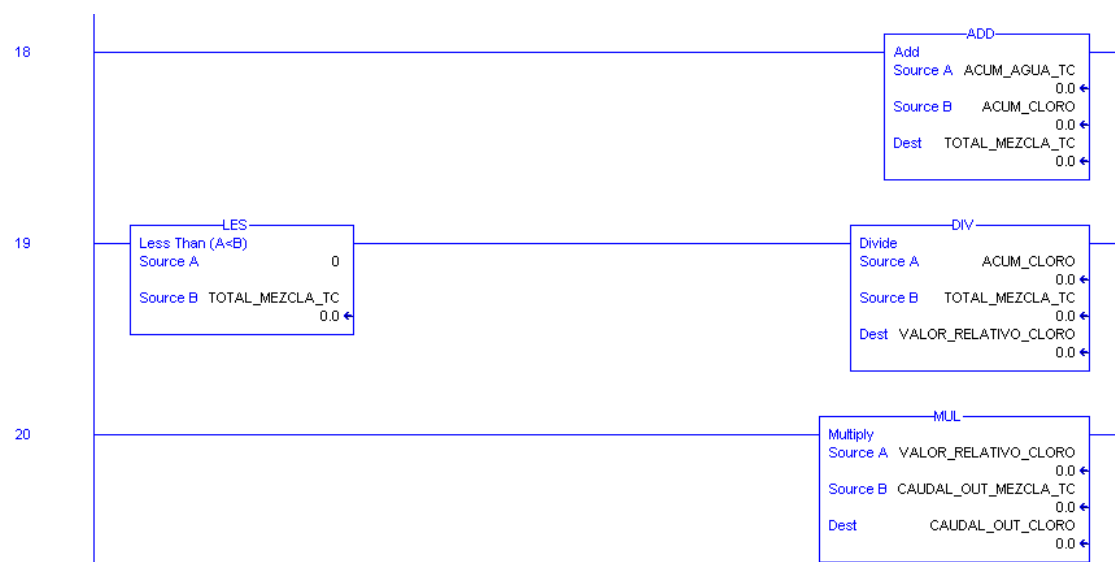 18
ADD
Add
Source A ACUM_AGUA_TC
0.0
Source B ACUM_CLORO
0.0
Dest TOTAL_MEZCLA_TC
0.0
19
LES
Less Than (A<B)
Source A 0
Source B TOTAL_MEZCLA_TC
0.0
DIV
Divide
Source A ACUM_CLORO
0.0
Source B TOTAL_MEZCLA_TC
0.0
Dest VALOR_RELATIVO_CLORO
0.0
20
MUL
Multiply
Source A VALOR_RELATIVO_CLORO
0.0
Source B CAUDAL_OUT_MEZCLA_TC
0.0
Dest CAUDAL_OUT_CLORO
0.0